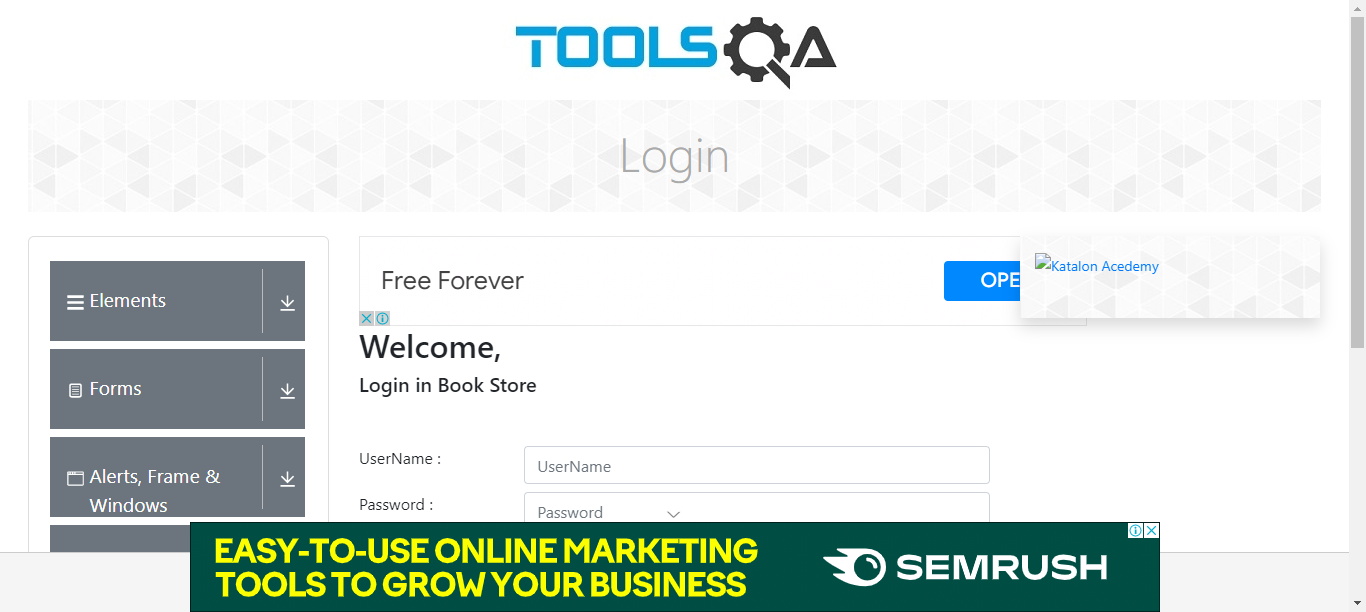 TOOLSQA
Login
Elements
Forms
Alerts, Frame &
Windows
Free Forever
OPE
Katalon Acedemy
Welcome,
Login in Book Store
UserName :
UserName
Password :
Password
EASY-TO-USE ONLINE MARKETING
TOOLS TO GROW YOUR BUSINESS
SEMRUSH